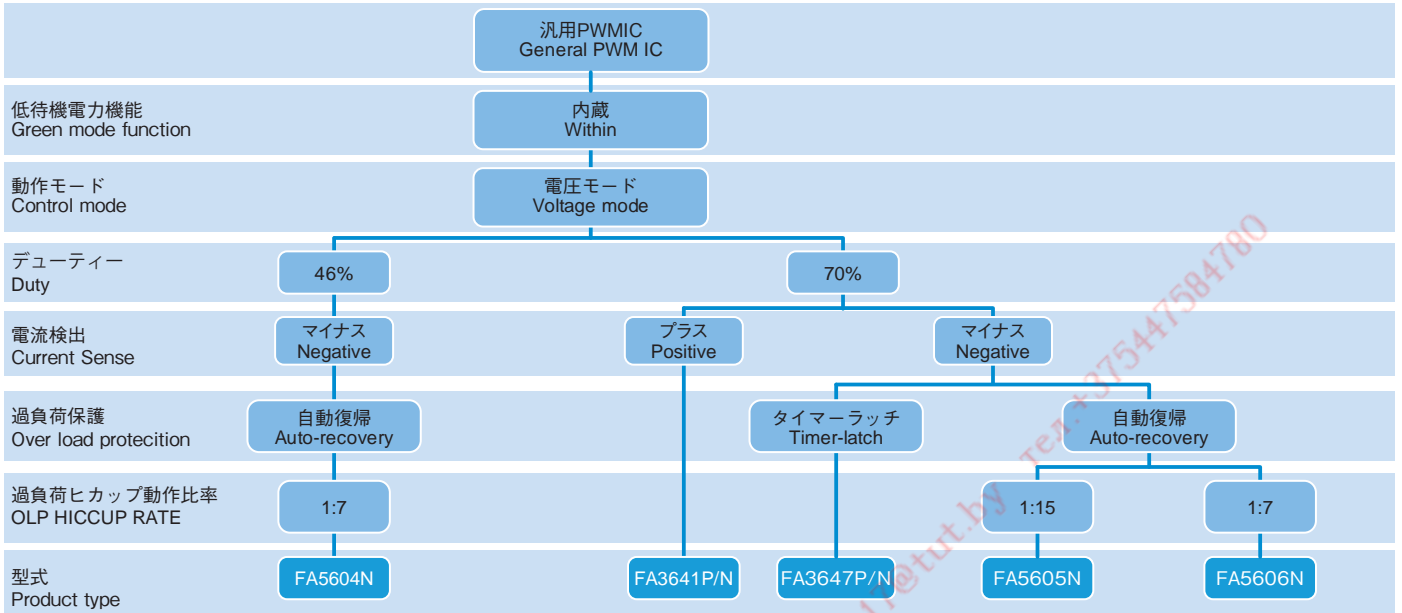 汎用PWMIC
General PWM IC
低待機電力機能
Green mode function
内蔵
Within
動作モード
Control mode
電圧モード
Voltage mode
デューティー
Duty
46%
70%
電流検出
Current Sense
マイナス
Negative
プラス
Positive
マイナス
Negative
過負荷保護
Over load protecition
自動復帰
Auto-recovery
タイマーラッチ
Timer-latch
自動復帰
Auto-recovery
過負荷ヒカップ動作比率
OLP HICCUP RATE
1:7
1:15
1:7
型式
Product type
FA5604N
FA3641P/N
FA3647P/N
FA5605N
FA5606N
17@tut.by тел.+375447584780